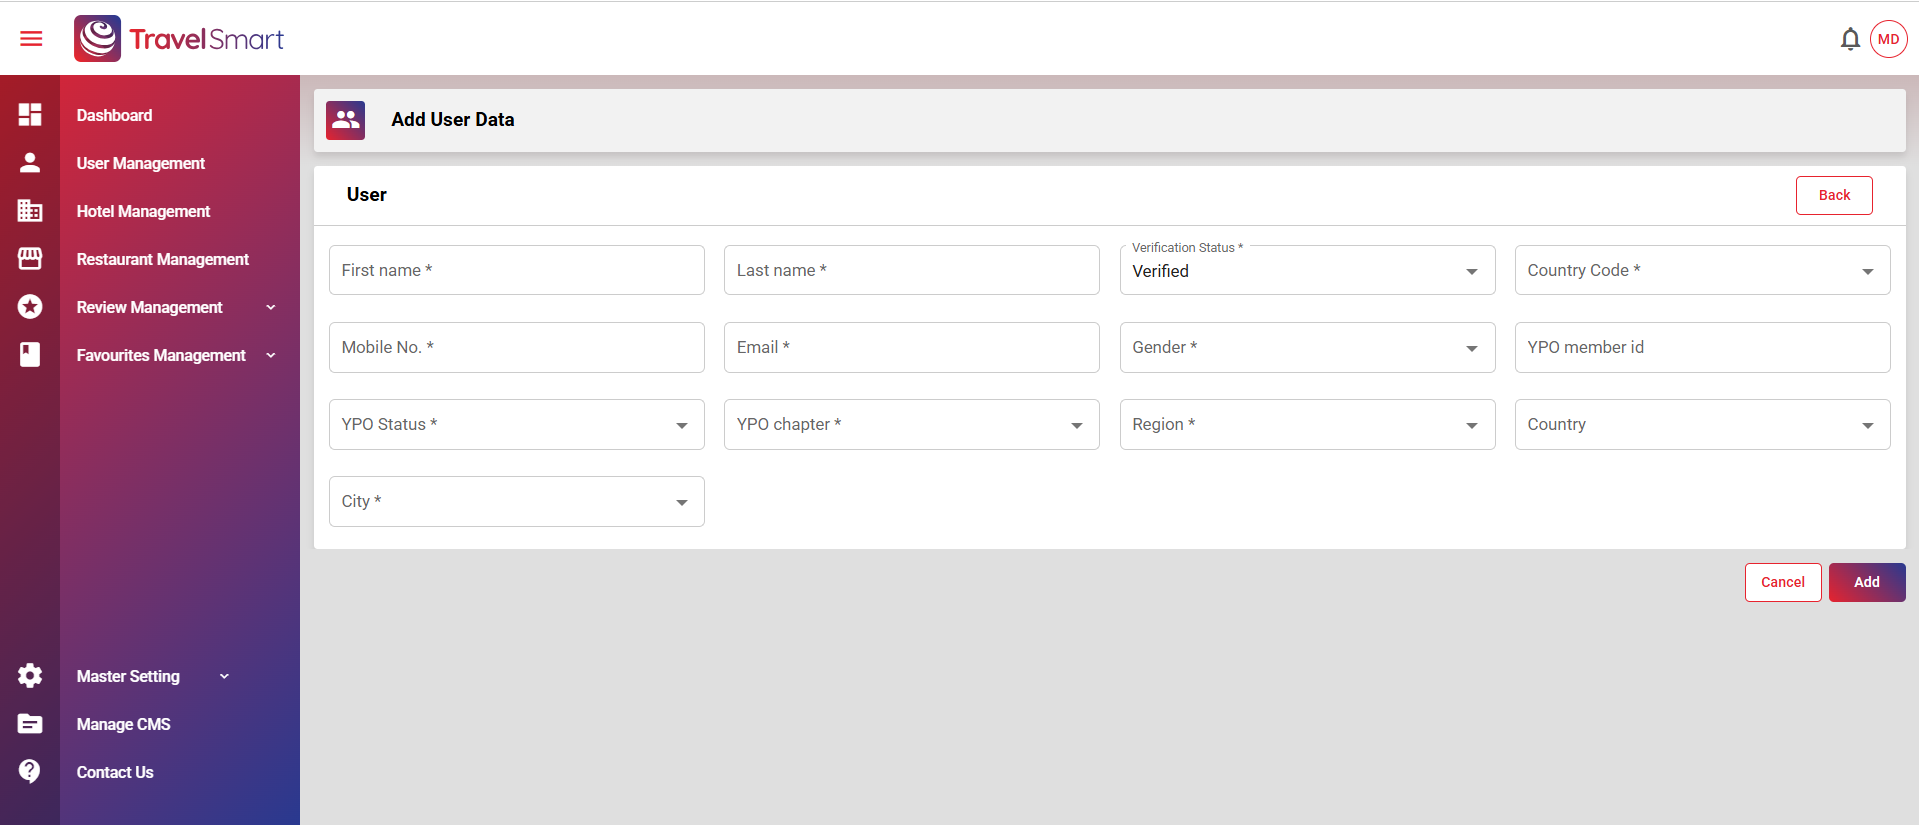 TravelSmart
MD
Dashboard
User Management
Hotel Management
Restaurant Management
Review Management
Favourites Management
Master Setting
Manage CMS
Contact Us
Add User Data
User
Back
First name *
Last name *
Verification Status *
Verified
Country Code *
Mobile No. *
Email *
Gender *
YPO member id
YPO Status *
YPO chapter *
Region *
Country
City *
Cancel
Add